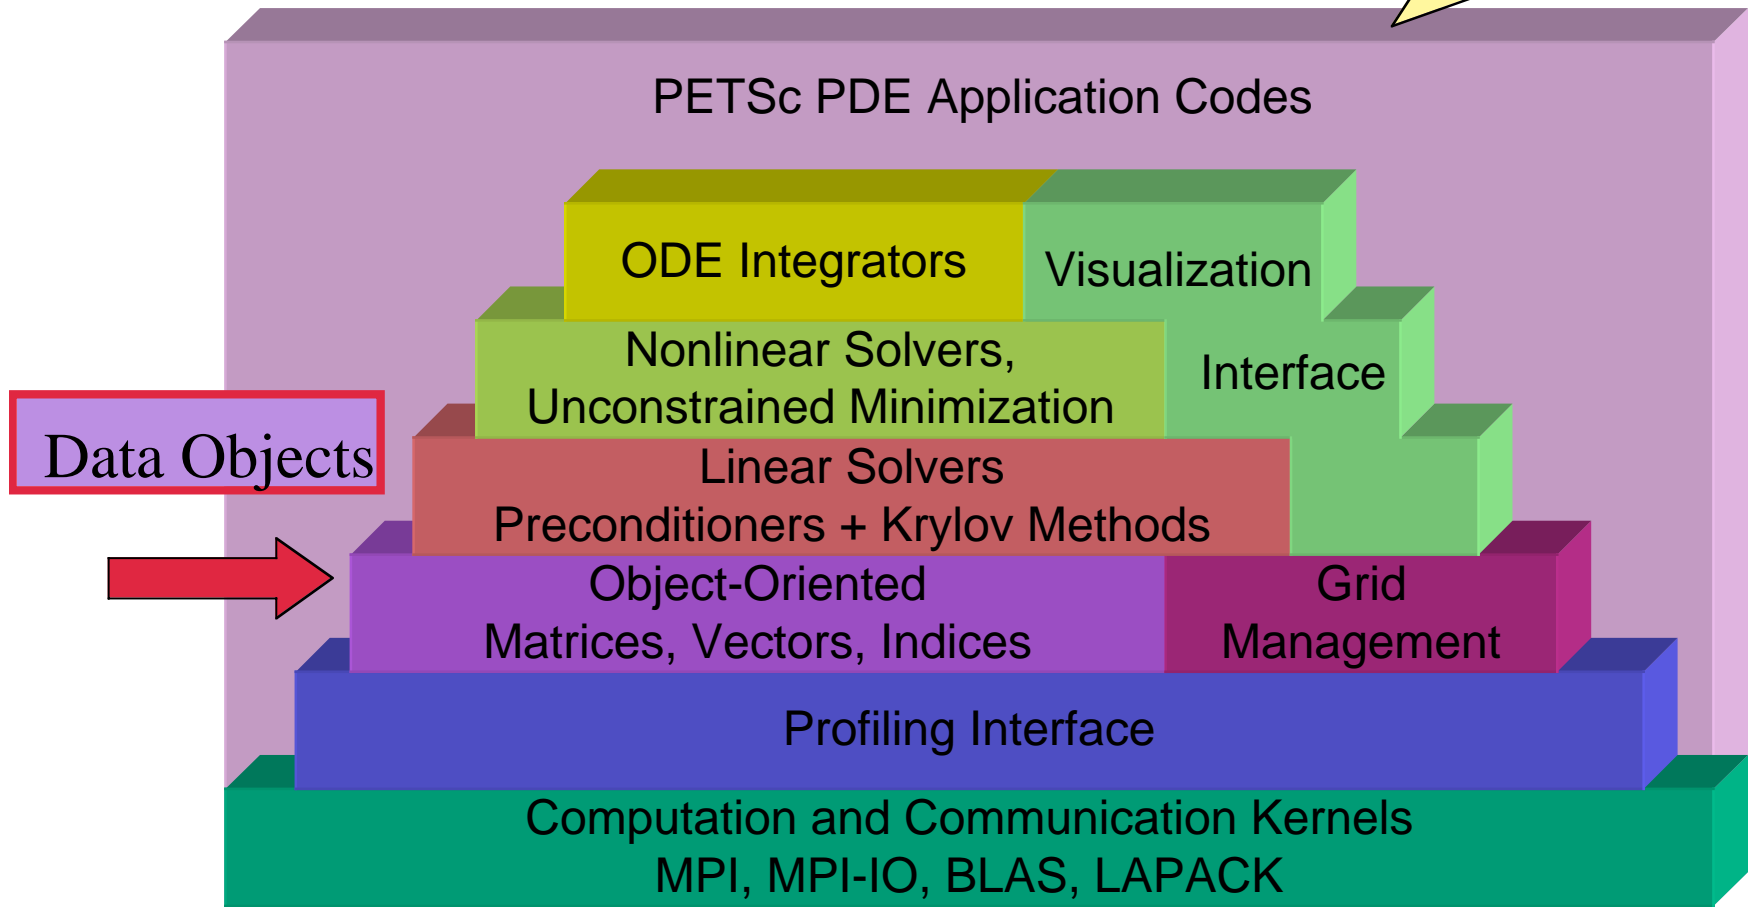 PETSc PDE Application Codes
ODE Integrators
Visualization
Nonlinear Solvers,
Unconstrained Minimization
Interface
Data Objects
Linear Solvers
Preconditioners + Krylov Methods
Object-Oriented
Matrices, Vectors, Indices
Grid
Management
Profiling Interface
Computation and Communication Kernels
MPI, MPI-IO, BLAS, LAPACK